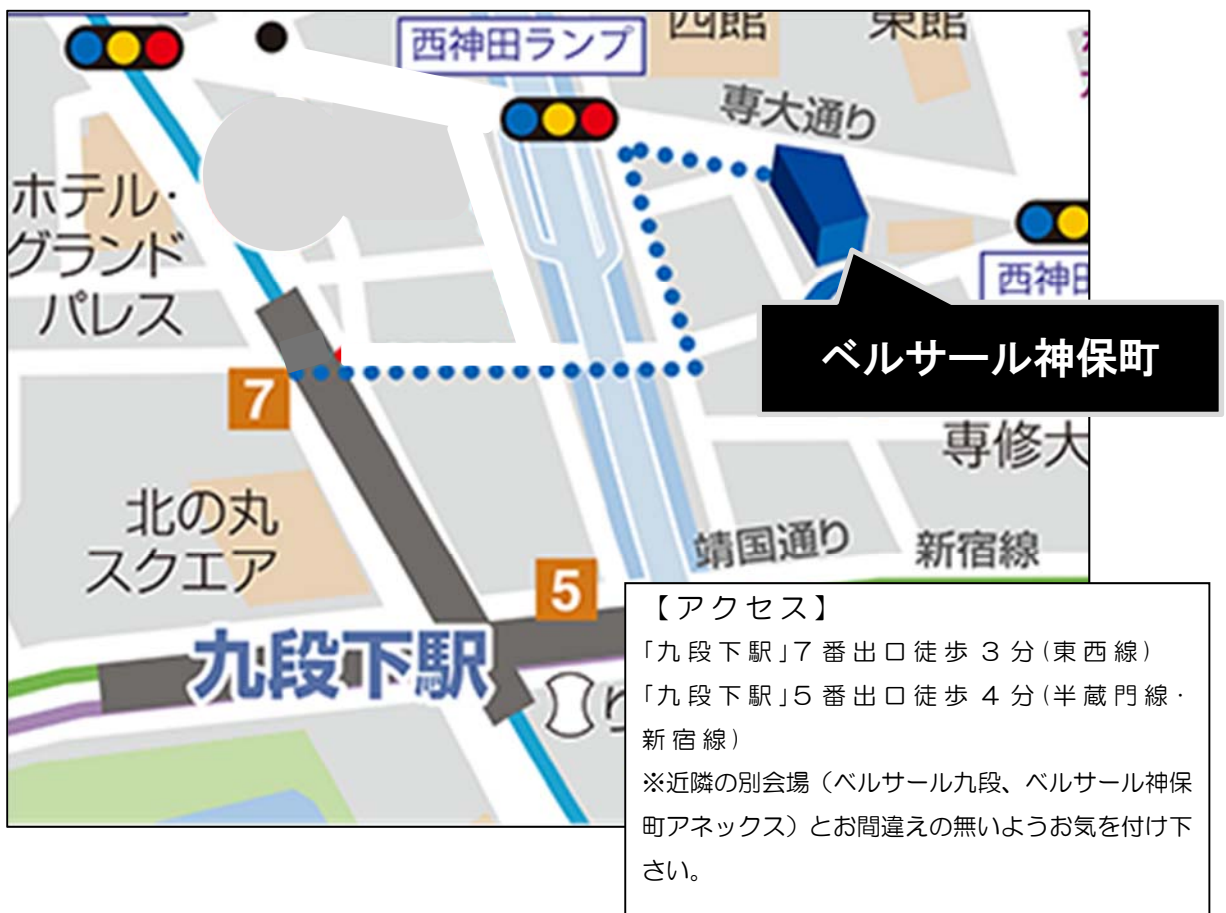 西神田ランプ
西館
東館
専大通り
ホテル・
グランド
パレス
西神田
ベルサール神保町
7
専修大
北の丸
スクエア
靖国通り
新宿線
5
九段下駅
り
【アクセス】
「九段下駅」7番出口徒歩 3 分(東西線)
「九段下駅」5番出口徒歩 4 分(半蔵門線・
新宿線)
※近隣の別会場（ベルサール九段、ベルサール神保
町アネックス）とお間違えの無いようお気を付け下
さい。